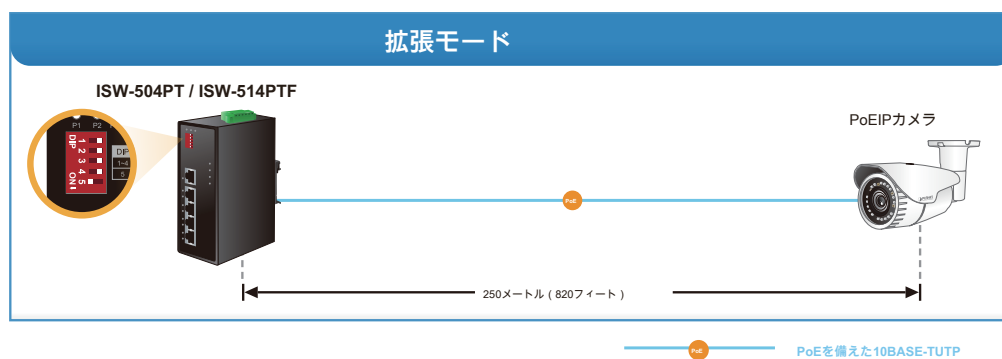 拡張モード
ISW-504PT / ISW-514PTF
P1 P2
DIP
1 2 3 4 5
ON
DIP
1~4
5
PoEIPカメラ
PoE
250メートル ( 820フィート )
PoE
PoEを備えた10BASE-TUTP